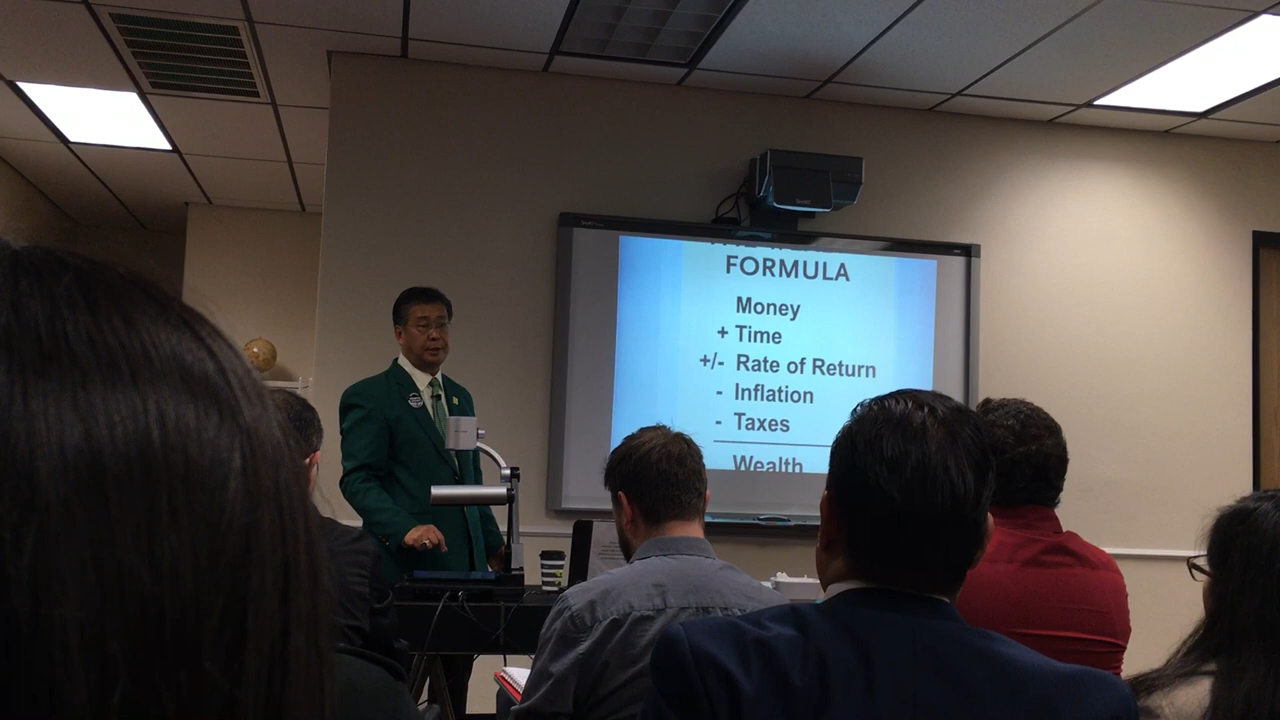 FORMULA
Money
+ Time
+/- Rate of Return
- Inflation
- Taxes
Wealth